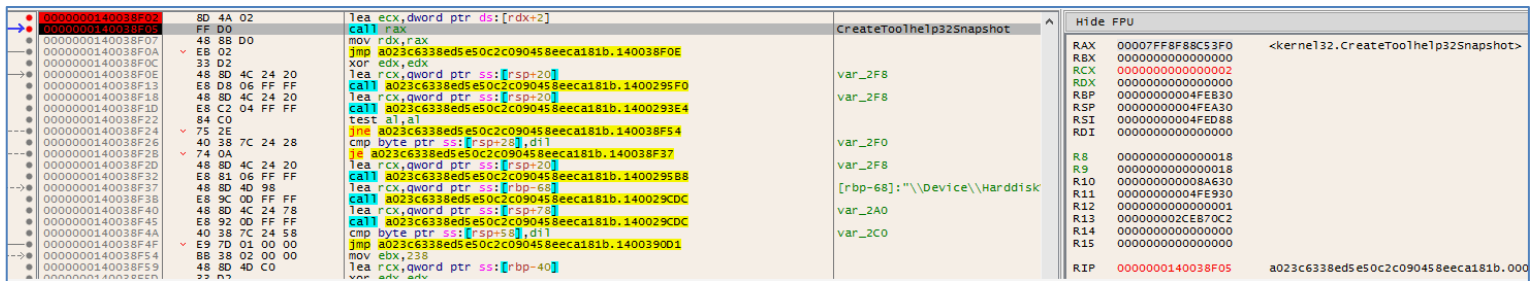 0000000140038F02 8D 4A 02 lea ecx,dword ptr ds:[rdx+2]
0000000140038F05 FF D0 call rax CreateToolhelp32Snapshot
0000000140038F07 48 8B D0 mov rdx,rax
0000000140038F0A EB 02 jmp a023c6338ed5e50c2c090458eeca181b.140038F0E
0000000140038F0C 33 D2 xor edx,edx
0000000140038F0E 48 8D 4C 24 20 lea rcx,qword ptr ss:[rsp+20] var_2F8
0000000140038F13 E8 D8 06 FF FF call a023c6338ed5e50c2c090458eeca181b.1400295F0
0000000140038F18 48 8D 4C 24 20 lea rcx,qword ptr ss:[rsp+20] var_2F8
0000000140038F1D E8 C2 04 FF FF call a023c6338ed5e50c2c090458eeca181b.1400293E4
0000000140038F22 84 C0 test al,al
0000000140038F24 75 2E jne a023c6338ed5e50c2c090458eeca181b.140038F54
0000000140038F26 40 38 7C 24 28 cmp byte ptr ss:[rsp+28],dil var_2F0
0000000140038F2B 74 0A je a023c6338ed5e50c2c090458eeca181b.140038F37
0000000140038F2D 48 8D 4C 24 20 lea rcx,qword ptr ss:[rsp+20] var_2F8
0000000140038F32 E8 81 06 FF FF call a023c6338ed5e50c2c090458eeca181b.1400295B8
0000000140038F37 48 8D 4D 98 lea rcx,qword ptr ss:[rbp-68] [rbp-68]:"\\Device\\Harddisk
0000000140038F3B E8 9C 0D FF FF call a023c6338ed5e50c2c090458eeca181b.140029CDC
0000000140038F40 48 8D 4C 24 78 lea rcx,qword ptr ss:[rsp+78] var_2A0
0000000140038F45 E8 92 0D FF FF call a023c6338ed5e50c2c090458eeca181b.140029CDC
0000000140038F4A 40 38 7C 24 58 cmp byte ptr ss:[rsp+58],dil var_2C0
0000000140038F4F E9 7D 01 00 00 jmp a023c6338ed5e50c2c090458eeca181b.1400390D1
0000000140038F54 BB 38 02 00 00 mov ebx,238
0000000140038F59 48 8D 4D C0 lea rcx,qword ptr ss:[rbp-40]
33 D2 xor edx,edx
Hide FPU
RAX 00007FF8F88C53F0 <kernel32.CreateToolhelp32Snapshot>
RBX 0000000000000000
RCX 0000000000000002
RDX 0000000000000000
RBP 00000000004FEB30
RSP 00000000004FEA30
RSI 00000000004FED88
RDI 0000000000000000
R8 0000000000000018
R9 0000000000000018
R10 000000000008A630
R11 00000000004FE930
R12 0000000000000001
R13 000000002CEB70C2
R14 0000000000000000
R15 0000000000000000
RIP 0000000140038F05 a023c6338ed5e50c2c090458eeca181b.000